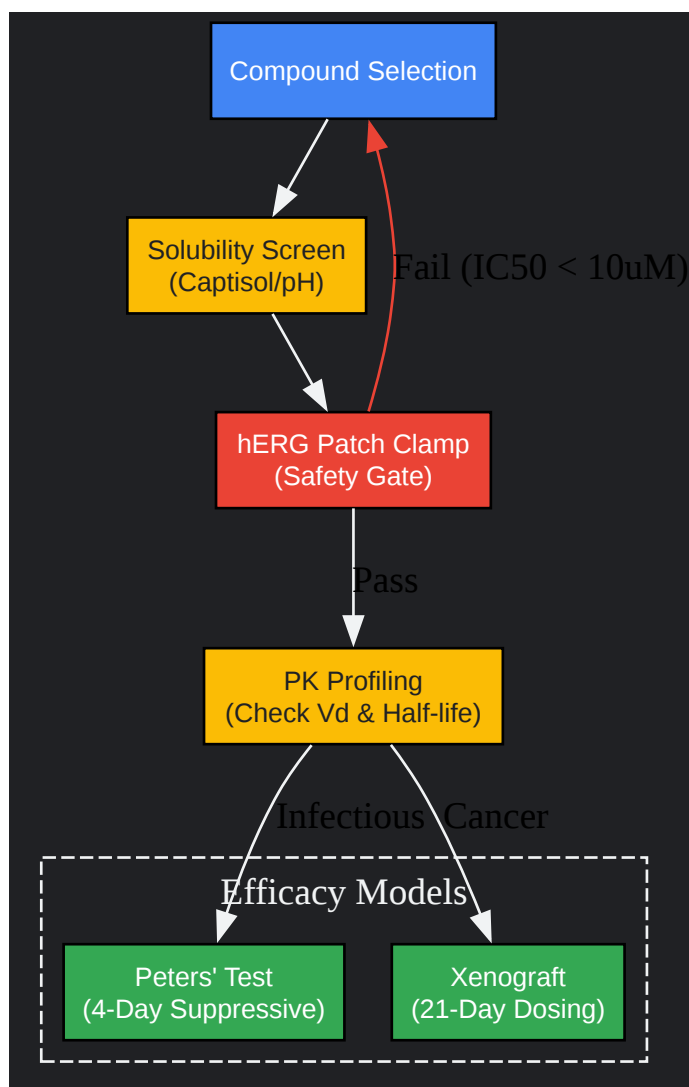 Compound Selection
Solubility Screen
(Captisol/pH)
Fail (IC50 < 10uM)
hERG Patch Clamp
(Safety Gate)
Pass
PK Profiling
(Check Vd & Half-life)
Infectious
Cancer
Efficacy Models
Peters' Test
(4-Day Suppressive)
Xenograft
(21-Day Dosing)